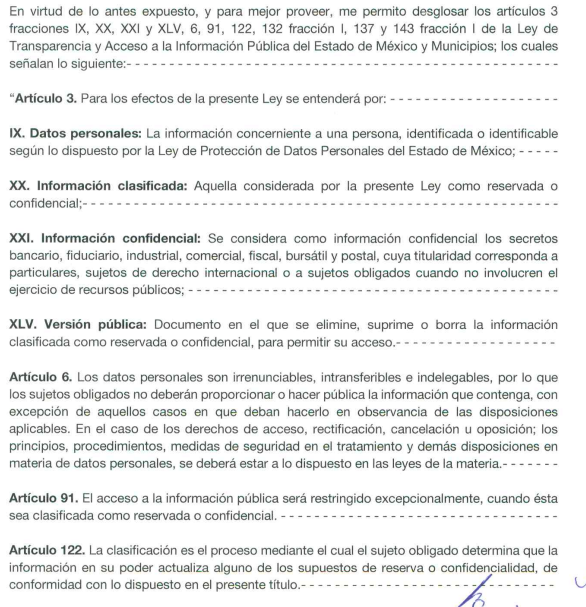 En virtud de lo antes expuesto, y para mejor proveer, me permito desglosar los artículos 3
fracciones IX, XX, XXI y XLV, 6, 91, 122, 132 fracción I, 137 y 143 fracción I de la Ley de
Transparencia y Acceso a la Información Pública del Estado de México y Municipios; los cuales
señalan lo siguiente:- - - - - - - - - - - - - - - - - - - - - - - - - - - - - - - - - - - - - - - - - - - - - - - - - - - - - -
“Artículo 3. Para los efectos de la presente Ley se entenderá por: - - - - - - - - - - - - - - - - - - - - -
IX. Datos personales: La información concerniente a una persona, identificada o identificable
según lo dispuesto por la Ley de Protección de Datos Personales del Estado de México; - - - - -
XX. Información clasificada: Aquella considerada por la presente Ley como reservada o
confidencial;- - - - - - - - - - - - - - - - - - - - - - - - - - - - - - - - - - - - - - - - - - - - - - - - - - - - - - - - - -
XXI. Información confidencial: Se considera como información confidencial los secretos
bancario, fiduciario, industrial, comercial, fiscal, bursátil y postal, cuya titularidad corresponda a
particulares, sujetos de derecho internacional o a sujetos obligados cuando no involucren el
ejercicio de recursos públicos; - - - - - - - - - - - - - - - - - - - - - - - - - - - - - - - - - - - - - - - - - - - -
XLV. Versión pública: Documento en el que se elimine, suprime o borra la información
clasificada como reservada o confidencial, para permitir su acceso.- - - - - - - - - - - - - - - - - - -
Artículo 6. Los datos personales son irrenunciables, intransferibles e indelegables, por lo que
los sujetos obligados no deberán proporcionar o hacer pública la información que contenga, con
excepción de aquellos casos en que deban hacerlo en observancia de las disposiciones
aplicables. En el caso de los derechos de acceso, rectificación, cancelación u oposición; los
principios, procedimientos, medidas de seguridad en el tratamiento y demás disposiciones en
materia de datos personales, se deberá estar a lo dispuesto en las leyes de la materia.- - - - - - -
Artículo 91. El acceso a la información pública será restringido excepcionalmente, cuando ésta
sea clasificada como reservada o confidencial. - - - - - - - - - - - - - - - - - - - - - - - - - - - - - - - - -
Artículo 122. La clasificación es el proceso mediante el cual el sujeto obligado determina que la
información en su poder actualiza alguno de los supuestos de reserva o confidencialidad, de
conformidad con lo dispuesto en el presente título.- - - - - - - - - - - - - - - - - - - - - - - - - - - - - -